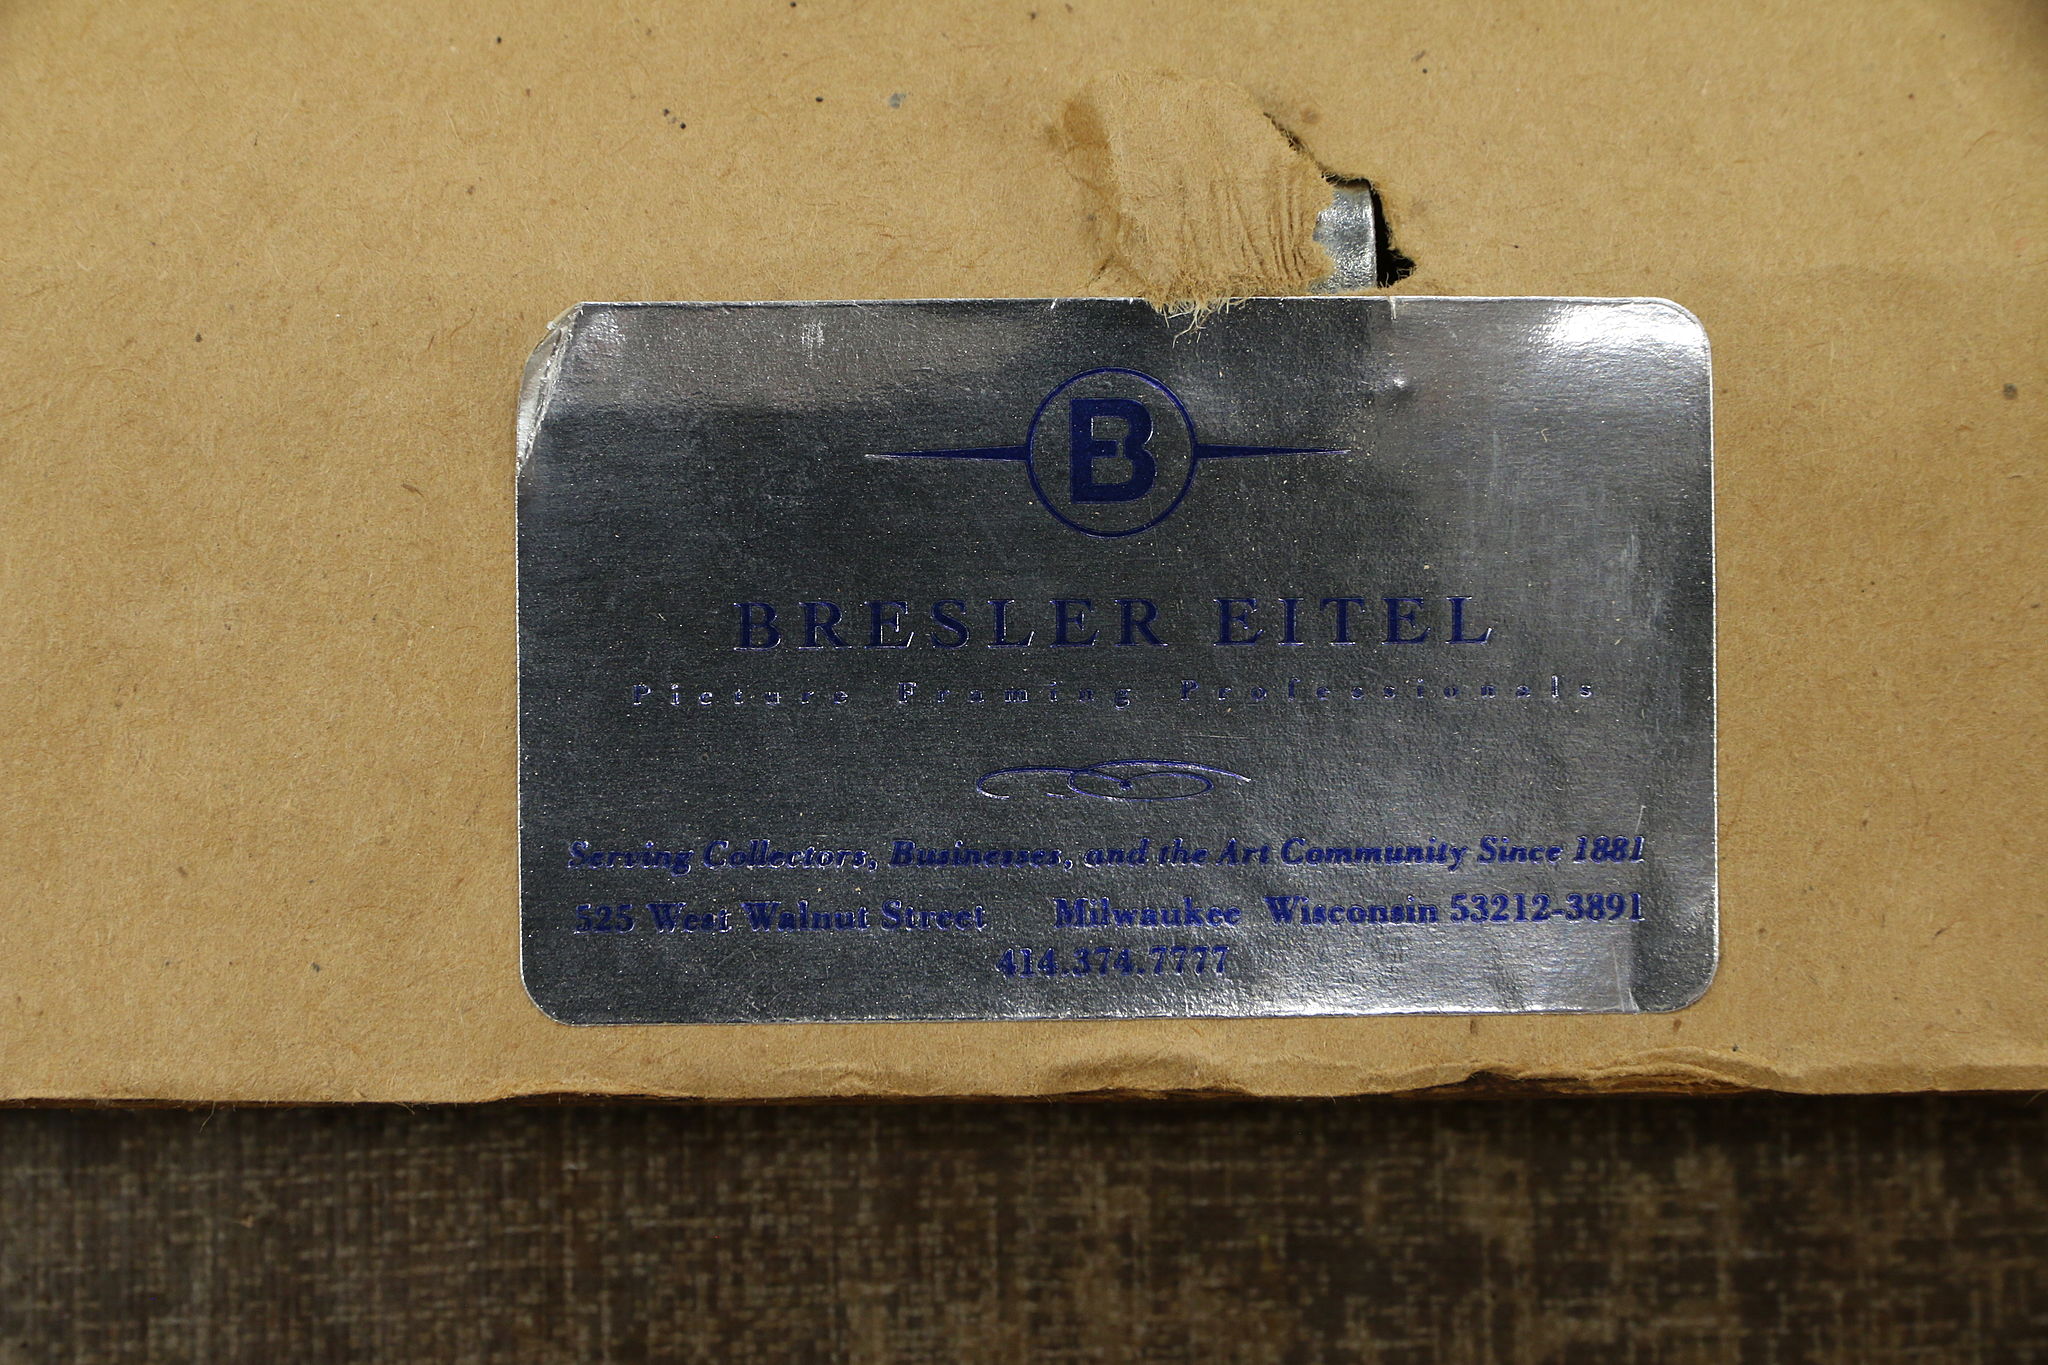 B
BRESLER EITEL
Picture Framing Professionals
Serving Collectors, Businesses, and the Art Community Since 1881
525 West Walnut Street Milwaukee Wisconsin 53212-3891
414.374.7777